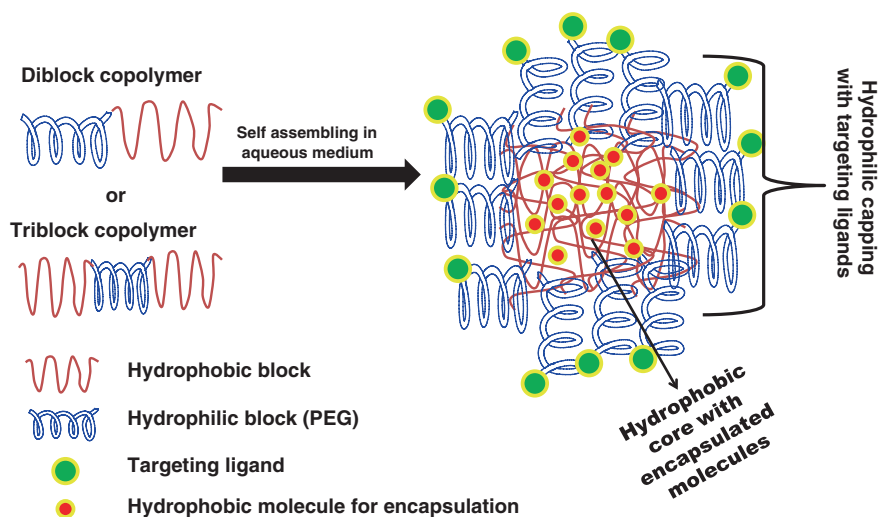 Diblock copolymer
or
Triblock copolymer
Self assembling in
aqueous medium
Hydrophilic capping
with targeting ligands
Hydrophobic
core with
encapsulated
molecules
Hydrophobic block
Hydrophilic block (PEG)
Targeting ligand
Hydrophobic molecule for encapsulation